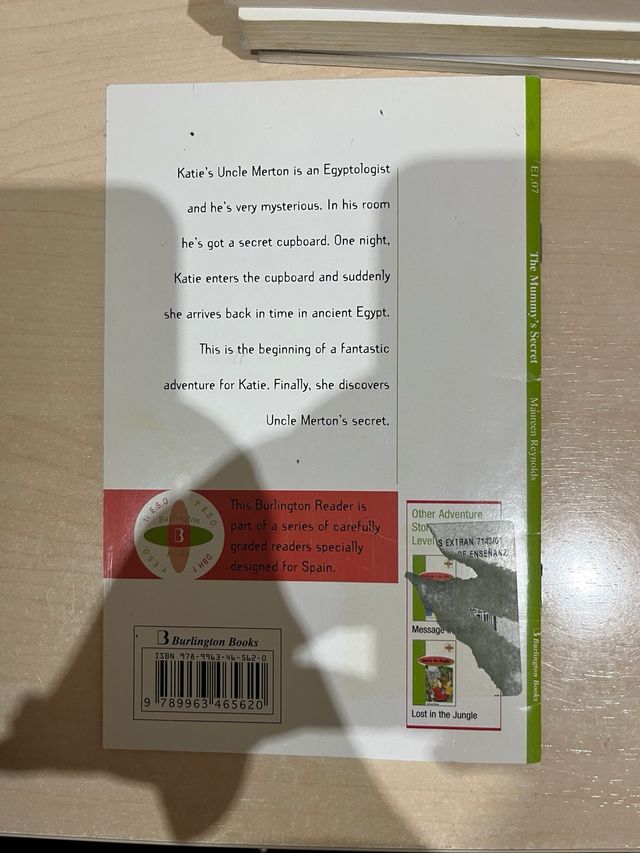 Katie's Uncle Merton is an Egyptologist
and he's very mysterious. In his room
he's got a secret cupboard. One night,
Katie enters the cupboard and suddenly
she arrives back in time in ancient Egypt.
This is the beginning of a fantastic
adventure for Katie. Finally, she discovers
Uncle Merton's secret.
This Burlington Reader is
part of a series of carefully
graded readers specially
designed for Spain.
Burlington
B
Burlington Books
ISBN 978-9963-46-562-0
9 789963 465620
Other Adventure
Level
Message in the
Lost in the Jungle
E1.07
The Mummy's Secret
Maureen Reynolds
B Burlington Books